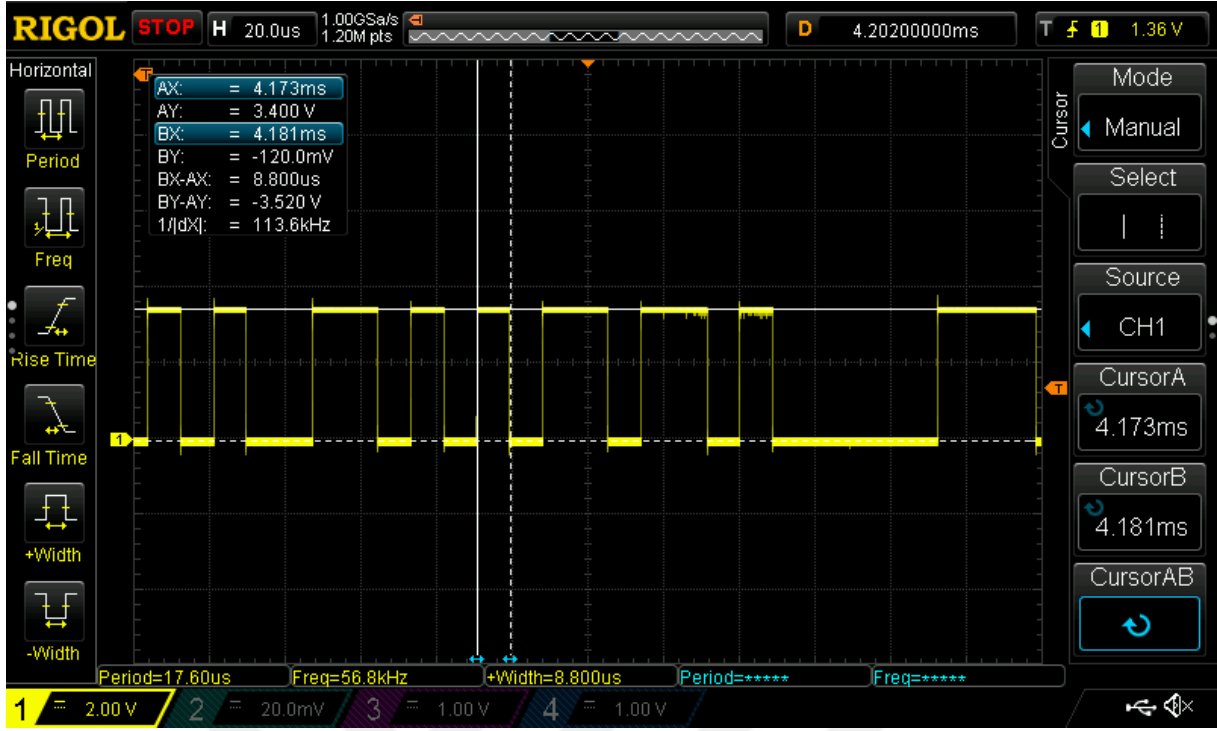 RIGOL STOP H 20.0us 1.00GSa/s 1.20M pts D 4.20200000ms T 1 1.36 V
Horizontal
Period
Freq
Rise Time
Fall Time
+Width
-Width
T
AX: = 4.173ms
AY: = 3.400 V
BX: = 4.181ms
BY: = -120.0mV
BX-AX: = 8.800us
BY-AY: = -3.520 V
1/|dX|: = 113.6kHz
1
T
Cursor
Mode
Manual
Select
Source
CH1
CursorA
4.173ms
CursorB
4.181ms
CursorAB
Period=17.60us Freq=56.8kHz +Width=8.800us Period=***** Freq=*****
1 2.00 V 2 20.0mV 3 1.00 V 4 1.00 V